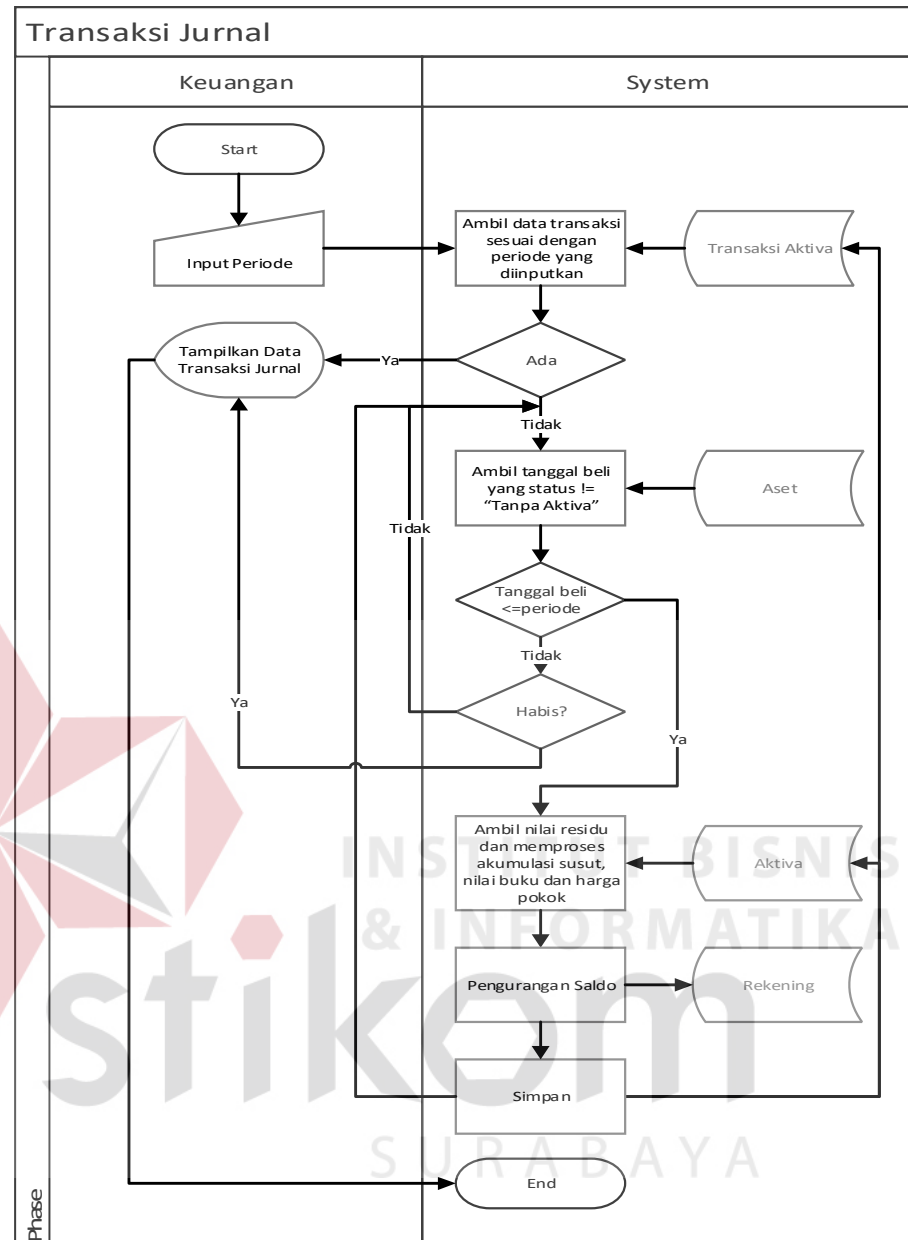 Transaksi Jurnal
Keuangan
System
Start
Input Periode
Ambil data transaksi
sesuai dengan
periode yang
diinputkan
Transaksi Aktiva
Tampilkan Data
Transaksi Jurnal
Ya
Ada
Tidak
Ambil tanggal beli
yang status !=
“Tanpa Aktiva”
Aset
Tidak
Tanggal beli
<=periode
Tidak
Habis?
Ya
Ya
Ambil nilai residu
dan memproses
akumulasi susut,
nilai buku dan harga
pokok
Aktiva
INSTITUT BISNIS
& INFORMATIKA
Pengurangan Saldo
Rekening
stikom
Simpan
SURABAYA
End
Phase